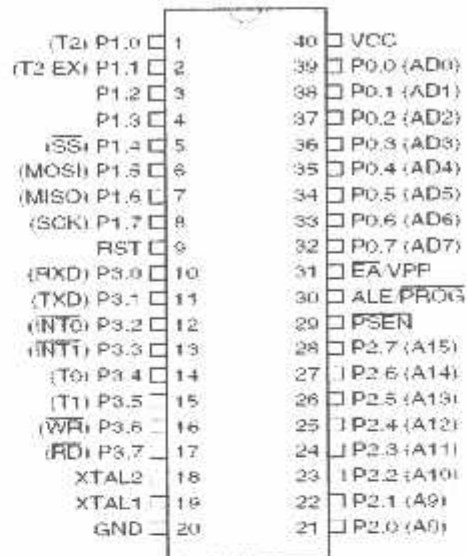 (T2) P1.0 1 40 VCC
(T2 EX) P1.1 2 39 P0.0 (AD0)
P1.2 3 38 P0.1 (AD1)
P1.3 4 37 P0.2 (AD2)
(SS) P1.4 5 36 P0.3 (AD3)
(MOSI) P1.5 6 35 P0.4 (AD4)
(MISO) P1.6 7 34 P0.5 (AD5)
(SCK) P1.7 8 33 P0.6 (AD6)
RST 9 32 P0.7 (AD7)
(RXD) P3.0 10 31 EA/VPP
(TXD) P3.1 11 30 ALE/PROG
(INT0) P3.2 12 29 PSEN
(INT1) P3.3 13 28 P2.7 (A15)
(T0) P3.4 14 27 P2.6 (A14)
(T1) P3.5 15 26 P2.5 (A13)
(WR) P3.6 16 25 P2.4 (A12)
(RD) P3.7 17 24 P2.3 (A11)
XTAL2 18 23 P2.2 (A10)
XTAL1 19 22 P2.1 (A9)
GND 20 21 P2.0 (A8)